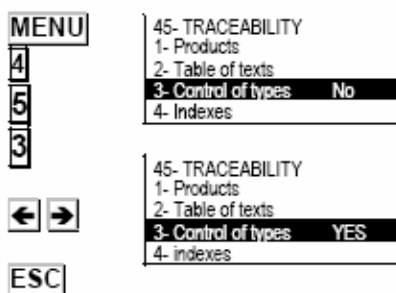 MENU
4
5
3
45- TRACEABILITY
1- Products
2- Table of texts
3- Control of types No
4- Indexes
45- TRACEABILITY
1- Products
2- Table of texts
3- Control of types YES
4- indexes
ESC